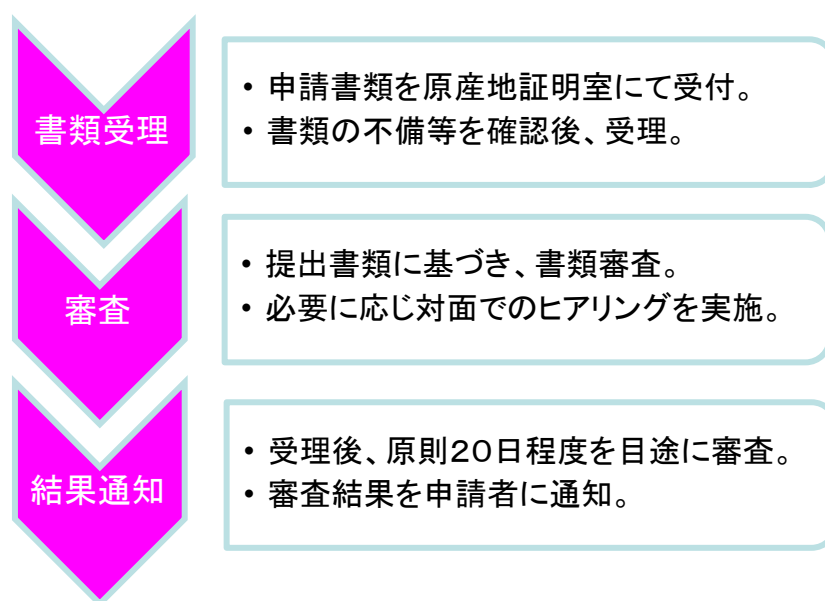 書類受理
・申請書類を原産地証明室にて受付。
・書類の不備等を確認後、受理。
審査
・提出書類に基づき、書類審査。
・必要に応じ対面でのヒアリングを実施。
結果通知
・受理後、原則20日程度を目途に審査。
・審査結果を申請者に通知。